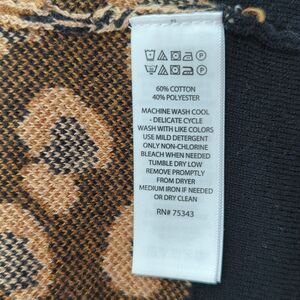 60% COTTON
40% POLYESTER
MACHINE WASH COOL
- DELICATE CYCLE
WASH WITH LIKE COLORS
USE MILD DETERGENT
ONLY NON-CHLORINE
BLEACH WHEN NEEDED
TUMBLE DRY LOW
REMOVE PROMPTLY
FROM DRYER
MEDIUM IRON IF NEEDED
OR DRY CLEAN
RN# 75343